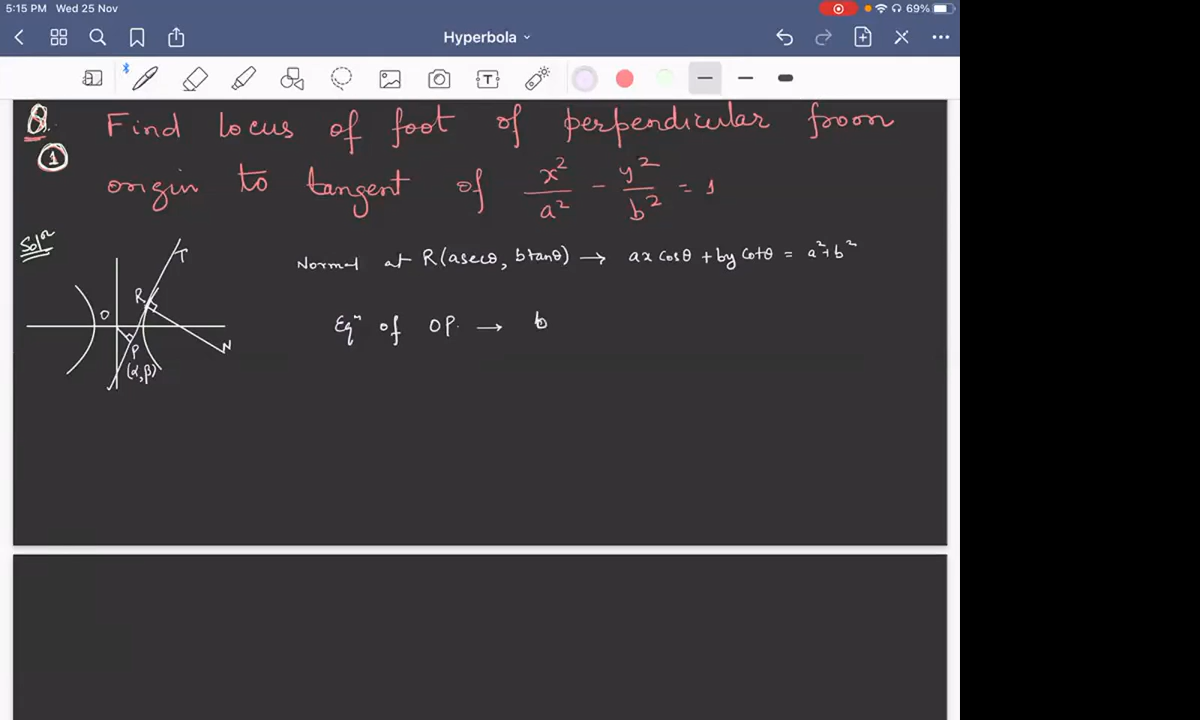 5:15 PM Wed 25 Nov
69%
Hyperbola
T
Q. Find locus of foot of perpendicular from
① origin to tangent of x²/a² - y²/b² = 1
Solⁿ
T
Normal at R(a secθ, b tanθ) → ax cosθ + by cotθ = a² + b²
R
O
Eqⁿ of OP. → b
P
N
(α, β)